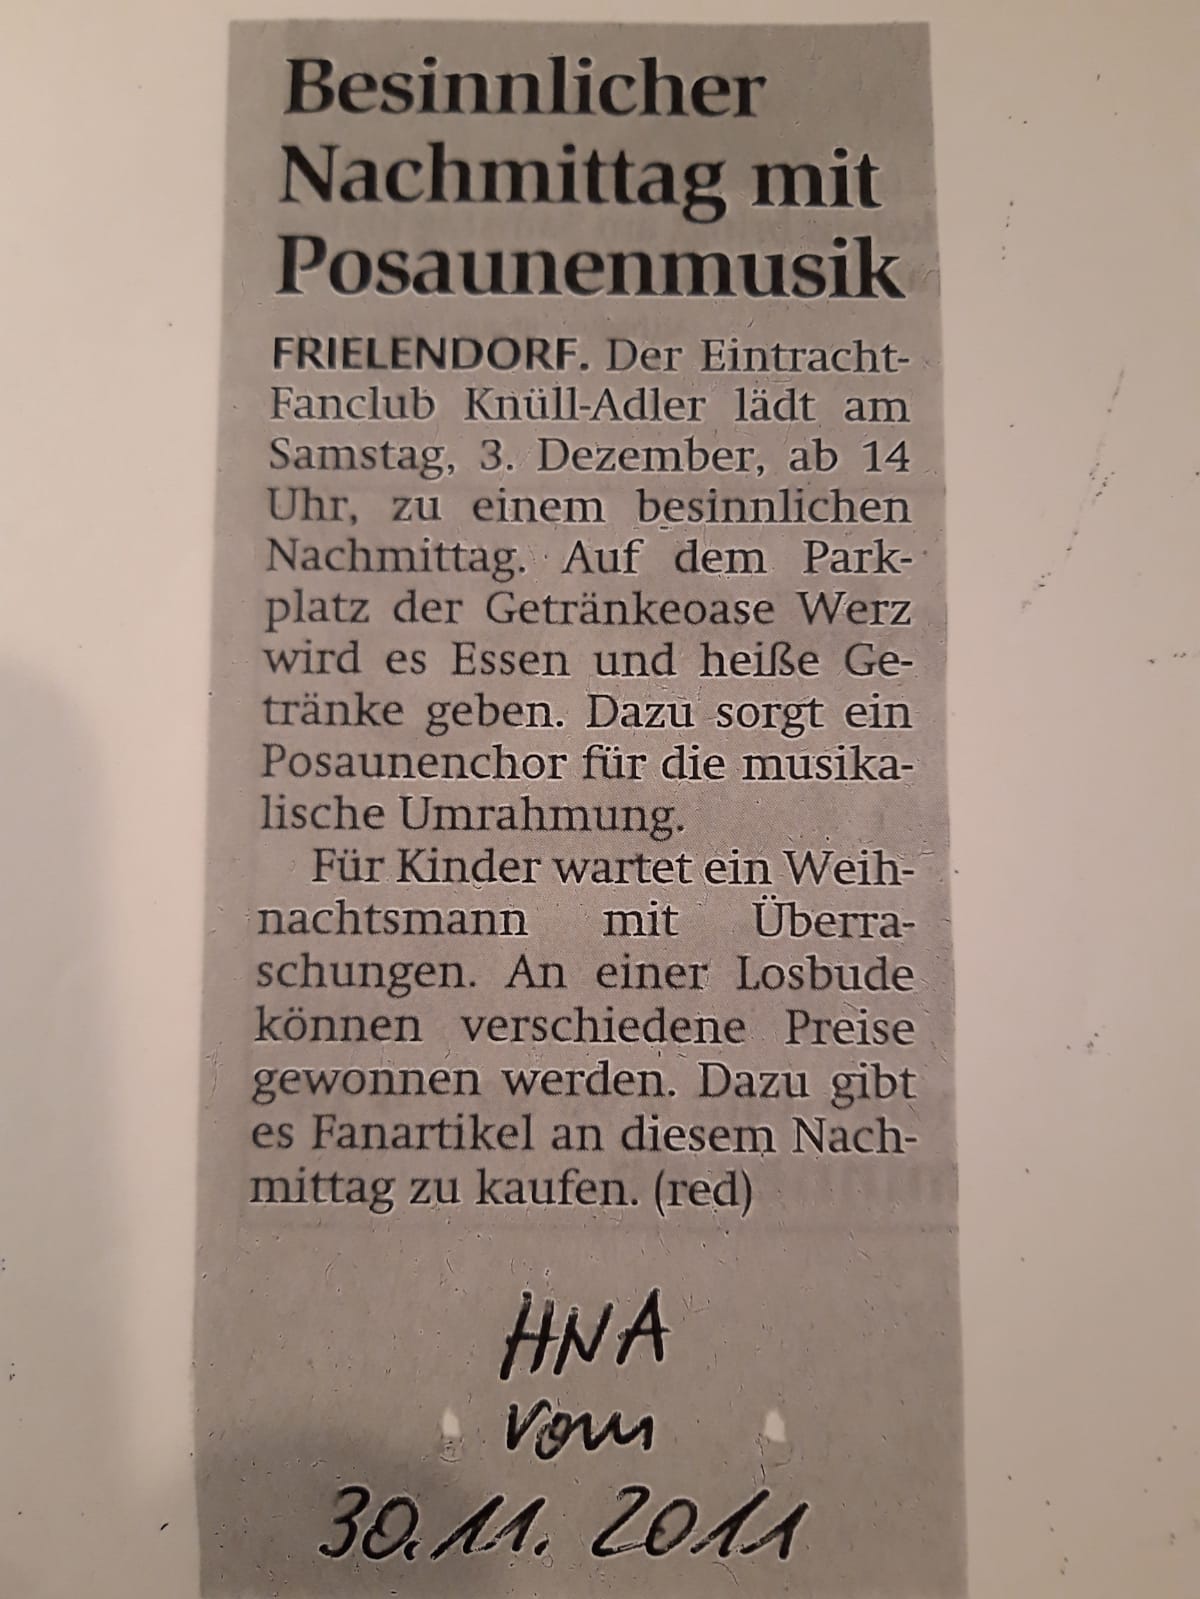 Besinnlicher
Nachmittag mit
Posaunenmusik
FRIELENDORF. Der Eintracht-
Fanclub Knüll-Adler lädt am
Samstag, 3. Dezember, ab 14
Uhr, zu einem besinnlichen
Nachmittag. Auf dem Park-
platz der Getränkeoase Werz
wird es Essen und heiße Ge-
tränke geben. Dazu sorgt ein
Posaunenchor für die musika-
lische Umrahmung.
Für Kinder wartet ein Weih-
nachtsmann mit Überra-
schungen. An einer Losbude
können verschiedene Preise
gewonnen werden. Dazu gibt
es Fanartikel an diesem Nach-
mittag zu kaufen. (red)
HNA
vom
30.11.2011